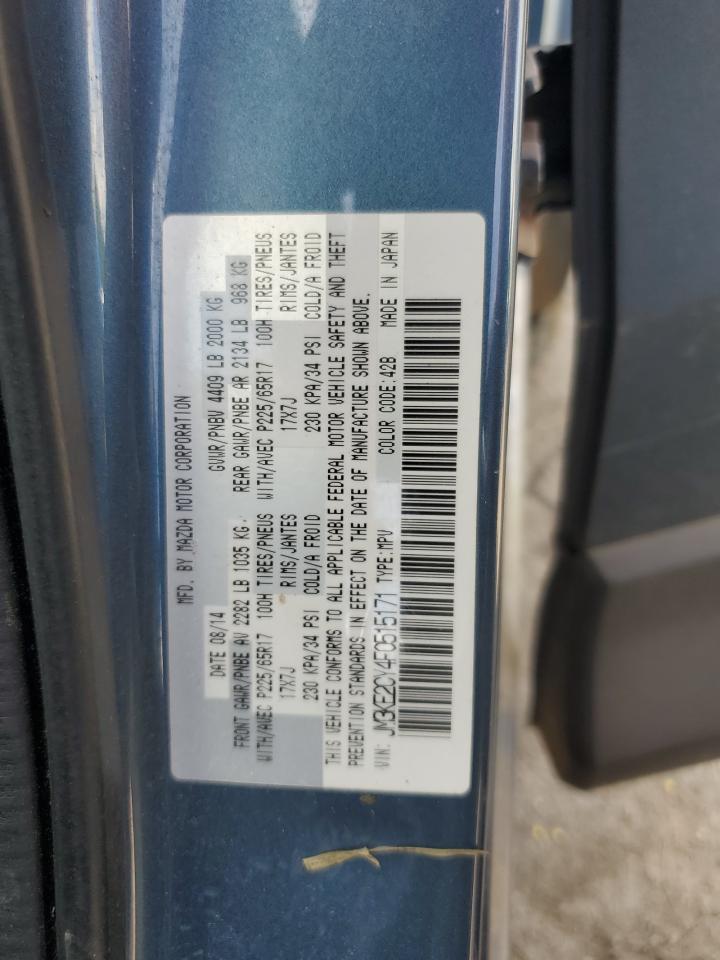 MFD. BY MAZDA MOTOR CORPORATION
DATE 08/14 GVWR/PNBV 4409 LB 2000 KG
FRONT GAWR/PNBE AV 2282 LB 1035 KG. REAR GAWR/PNBE AR 2134 LB 968 KG
WITH/AVEC P225/65R17 100H TIRES/PNEUS WITH/AVEC P225/65R17 100H TIRES/PNEUS.
17X7J RIMS/JANTES 17X7J RIMS/JANTES
230 KPA/34 PSI COLD/A FROID 230 KPA/34 PSI COLD/A FROID
THIS VEHICLE CONFORMS TO ALL APPLICABLE FEDERAL MOTOR VEHICLE SAFETY AND THEFT
PREVENTION STANDARDS IN EFFECT ON THE DATE OF MANUFACTURE SHOWN ABOVE.
VIN: JM3KE2CY4F0515171 TYPE:MPV COLOR CODE:42B MADE IN JAPAN